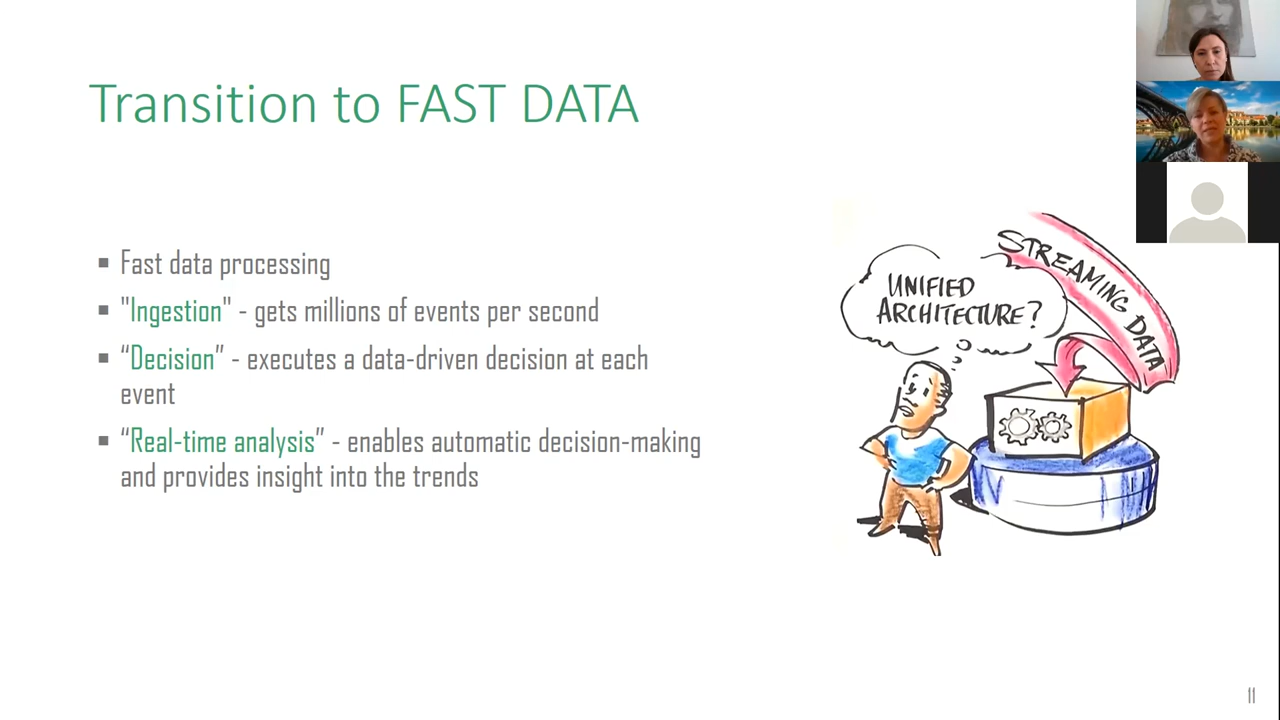 Transition to FAST DATA
▪ Fast data processing
▪ "Ingestion" - gets millions of events per second
▪ “Decision” - executes a data-driven decision at each
event
▪ “Real-time analysis” - enables automatic decision-making
and provides insight into the trends
UNIFIED
ARCHITECTURE?
STREAMING DATA
11